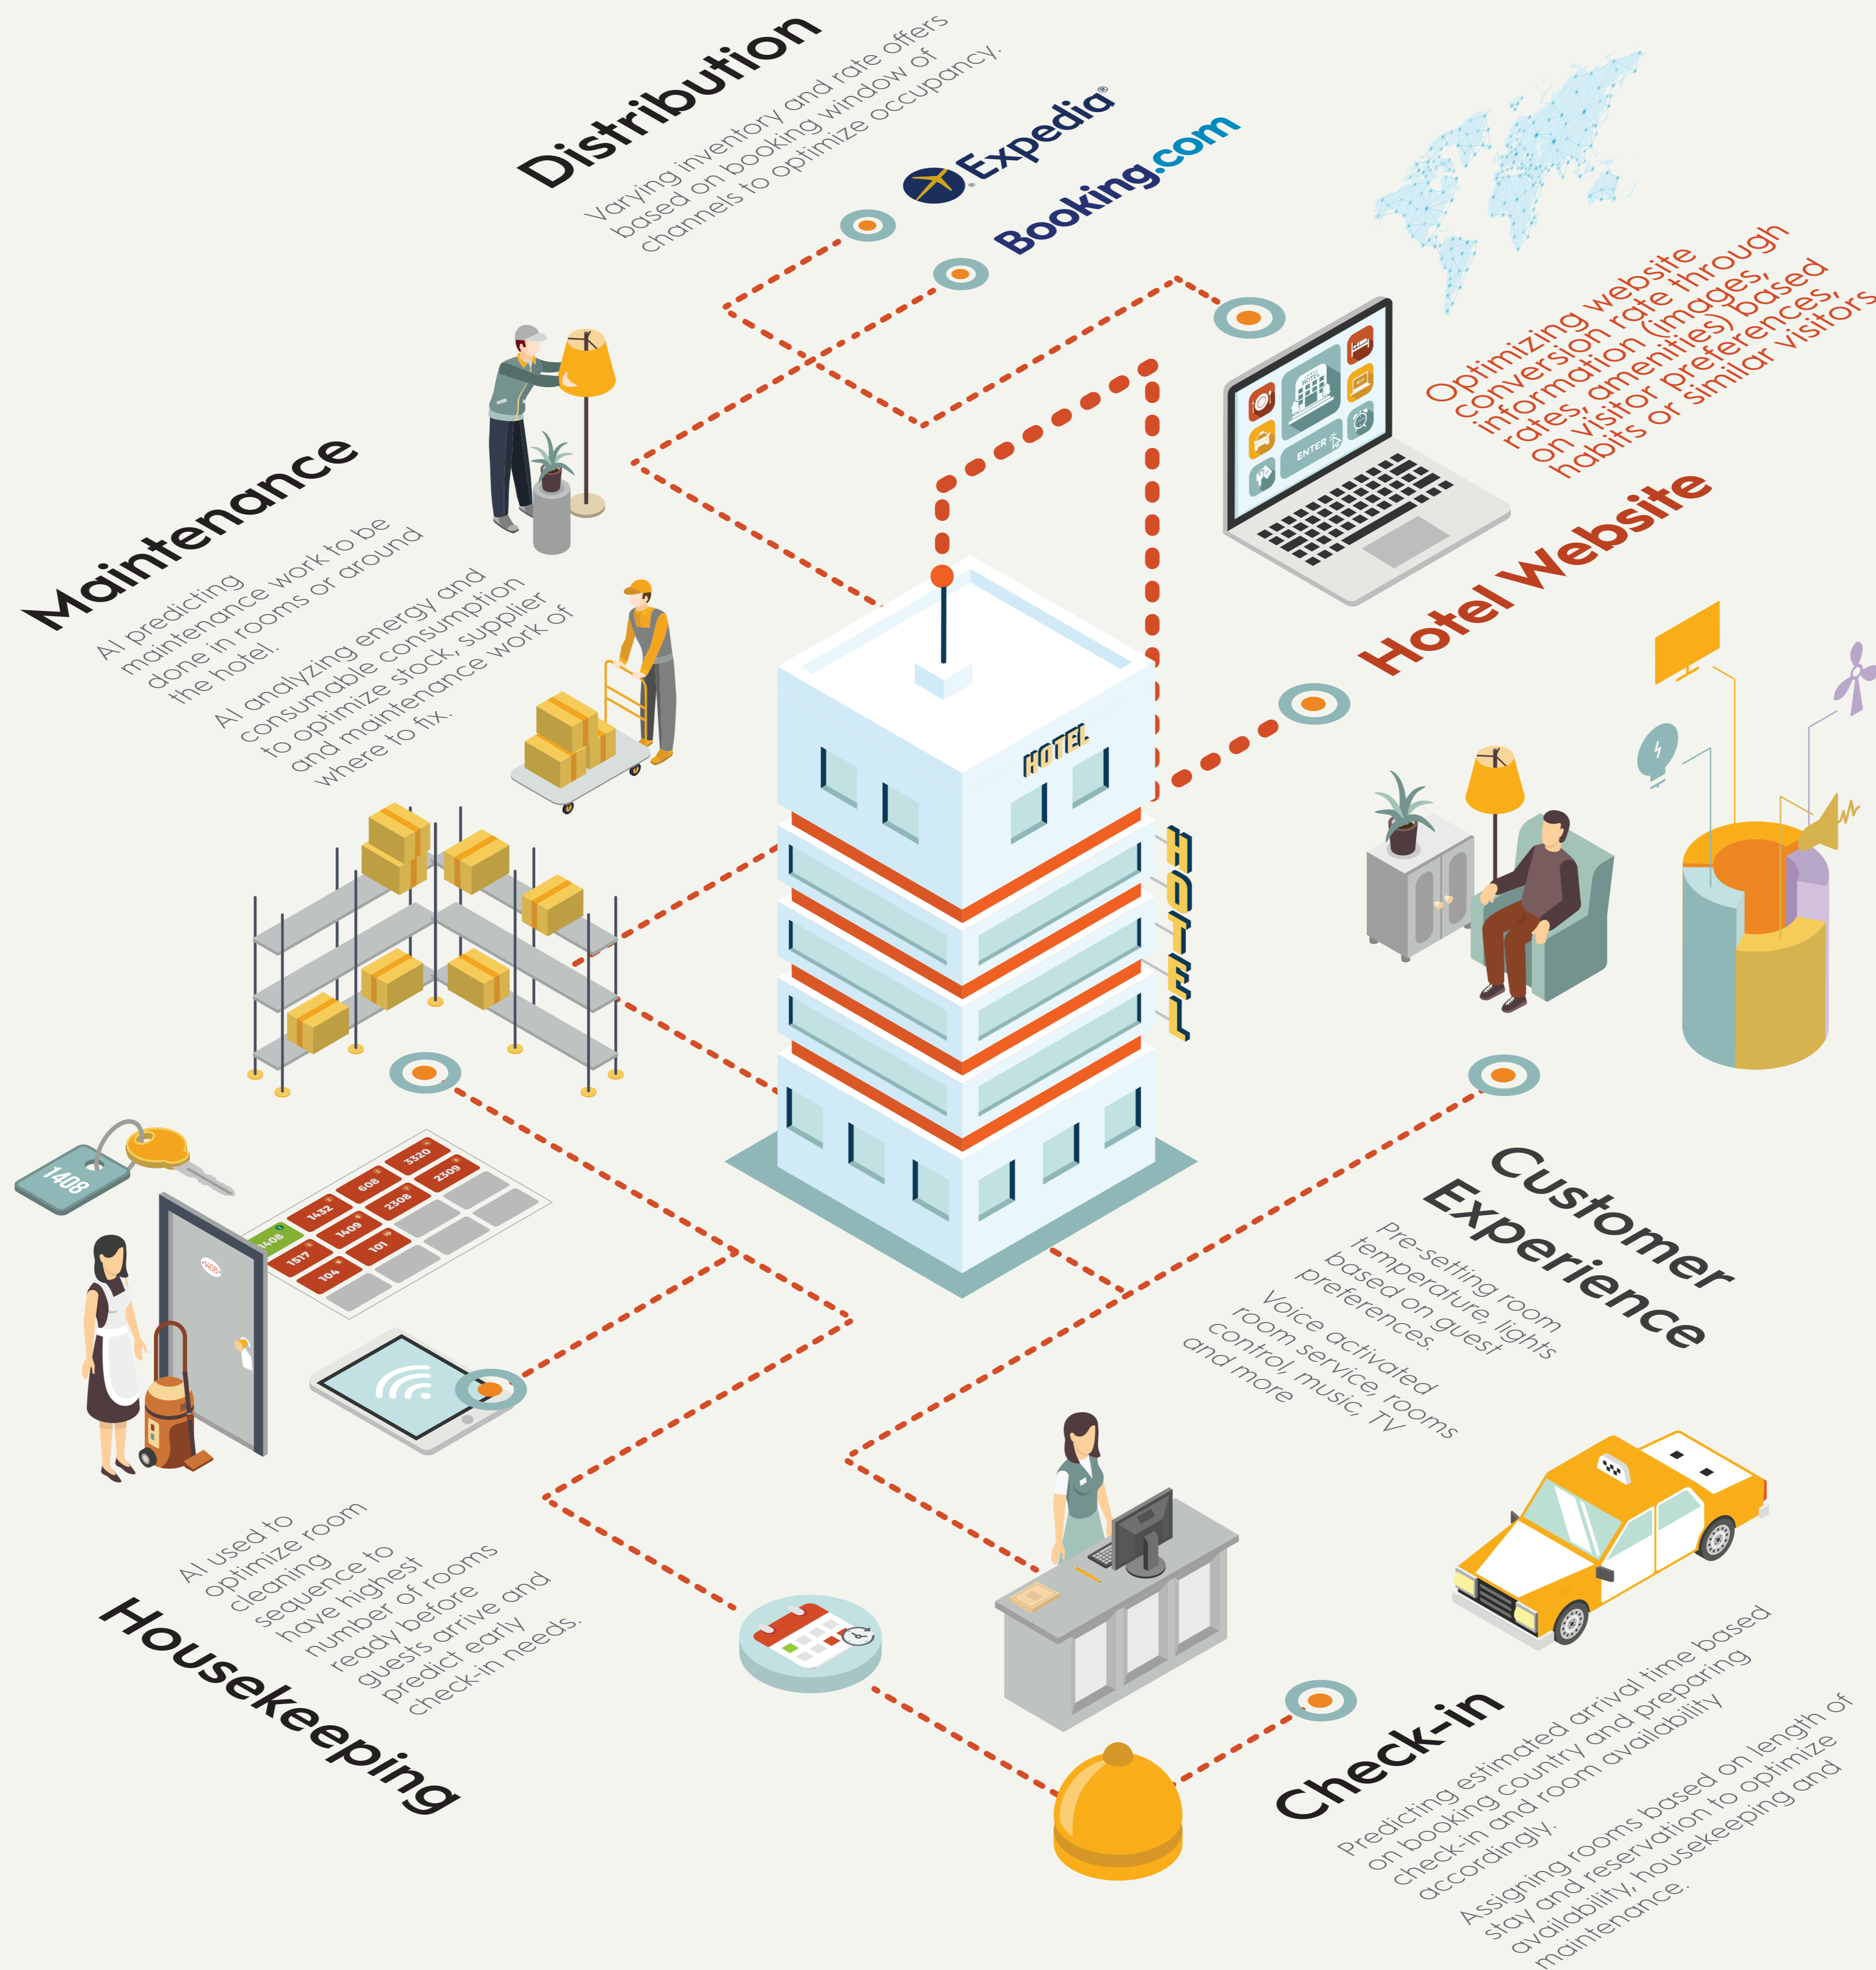 Distribution
Varying inventory and rate offers
based on booking window of
channels to optimize occupancy.
Expedia®
Booking.com
Optimizing website
conversion rate through
information (images,
rates, amenities) based
on visitor preferences,
habits or similar visitors
Hotel Website
ENTER
HOTEL
Maintenance
AI predicting
maintenance work to be
done in rooms or around
the hotel.
AI analyzing energy and
consumable consumption
to optimize stock, supplier
and maintenance work of
where to fix.
HOTEL
HOTEL
Customer
Experience
Pre-setting room
temperature, lights
based on guest
preferences.
Voice activated
room service, rooms
control, music, TV
and more
1408
3320
608
2309
1432
2308
1408
1409
1517
101
104
1408
AI used to
optimize room
cleaning
sequence to
have highest
number of rooms
ready before
guests arrive and
predict early
check-in needs.
Housekeeping
Check-in
Predicting estimated arrival time based
on booking country and preparing
check-in and room availability
accordingly.
Assigning rooms based on length of
stay and reservation to optimize
availability, housekeeping and
maintenance.